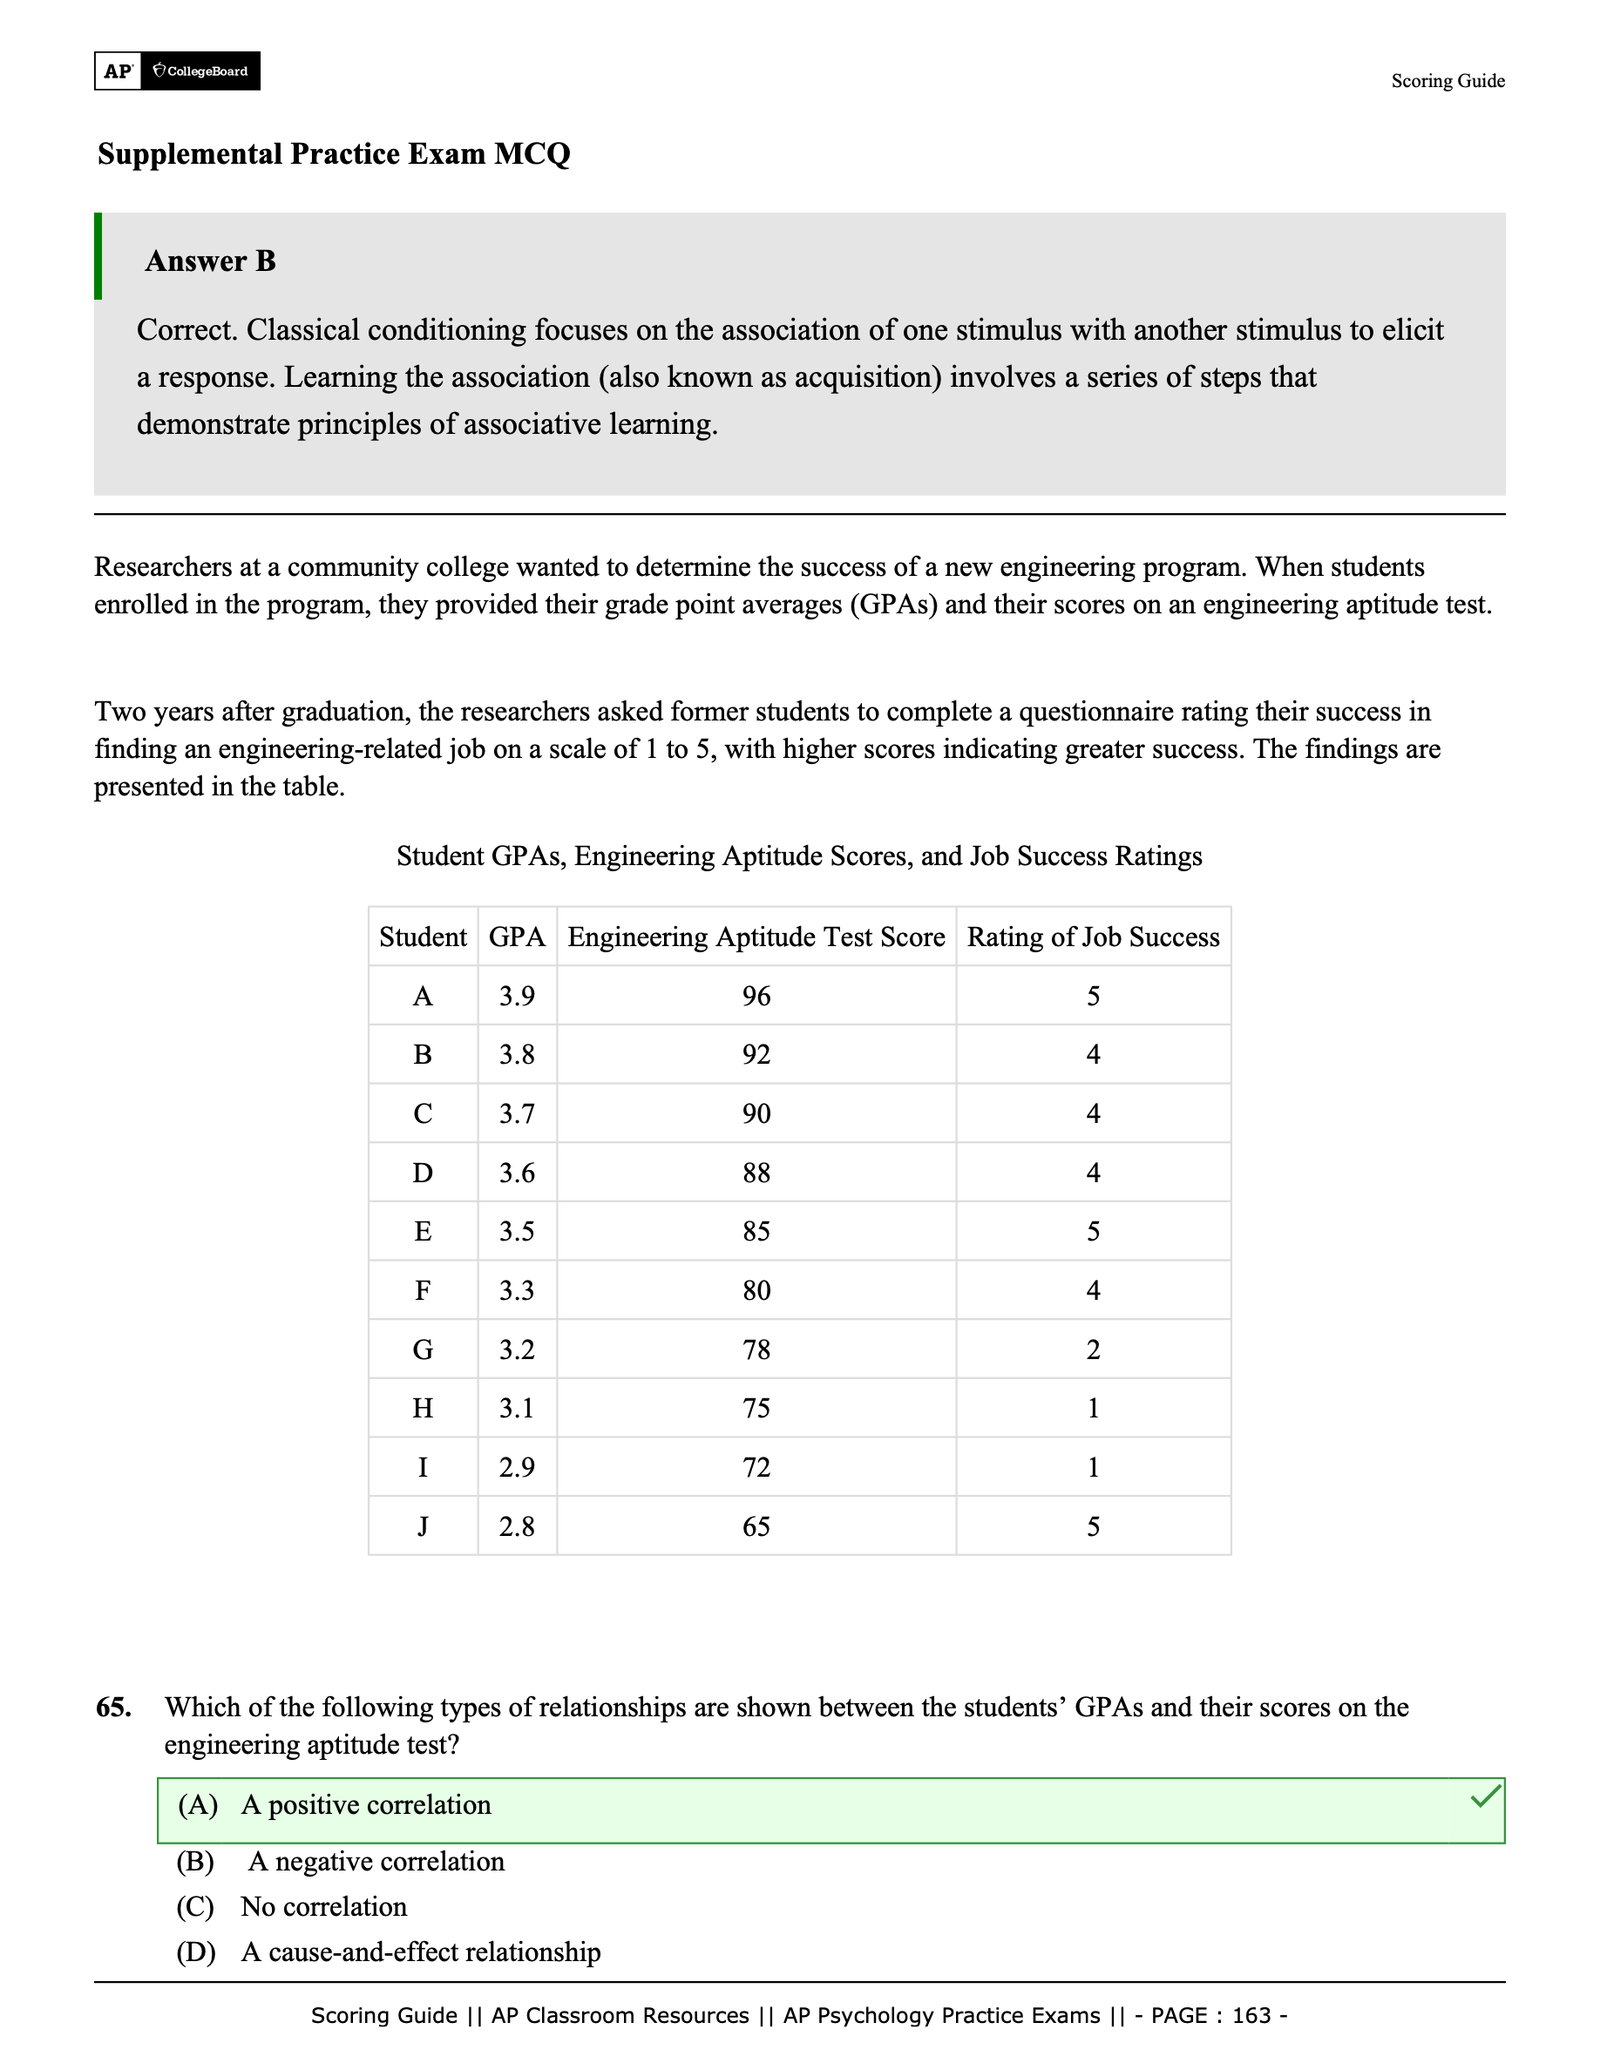 AP CollegeBoard
Scoring Guide
Supplemental Practice Exam MCQ
Answer B
Correct. Classical conditioning focuses on the association of one stimulus with another stimulus to elicit
a response. Learning the association (also known as acquisition) involves a series of steps that
demonstrate principles of associative learning.
Researchers at a community college wanted to determine the success of a new engineering program. When students
enrolled in the program, they provided their grade point averages (GPAs) and their scores on an engineering aptitude test.
Two years after graduation, the researchers asked former students to complete a questionnaire rating their success in
finding an engineering-related job on a scale of 1 to 5, with higher scores indicating greater success. The findings are
presented in the table.
Student GPAs, Engineering Aptitude Scores, and Job Success Ratings
Student GPA Engineering Aptitude Test Score Rating of Job Success
A 3.9 96 5
B 3.8 92 4
C 3.7 90 4
D 3.6 88 4
E 3.5 85 5
F 3.3 80 4
G 3.2 78 2
H 3.1 75 1
I 2.9 72 1
J 2.8 65 5
65. Which of the following types of relationships are shown between the students’ GPAs and their scores on the
engineering aptitude test?
(A) A positive correlation
(B) A negative correlation
(C) No correlation
(D) A cause-and-effect relationship
Scoring Guide || AP Classroom Resources || AP Psychology Practice Exams || - PAGE : 163 -